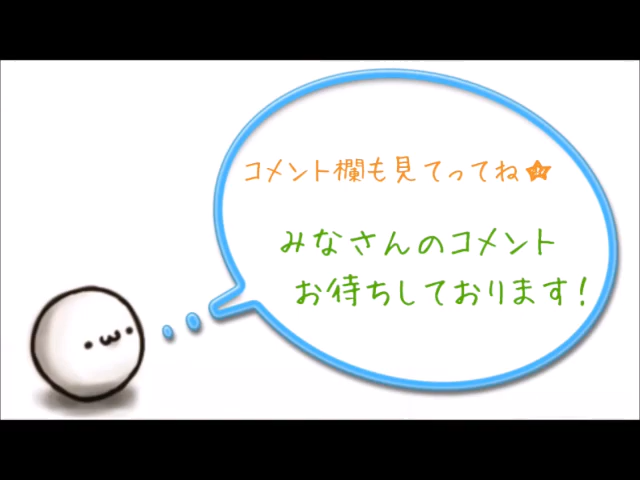 コメント欄も見てってね★
みなさんのコメント
お待ちしております!